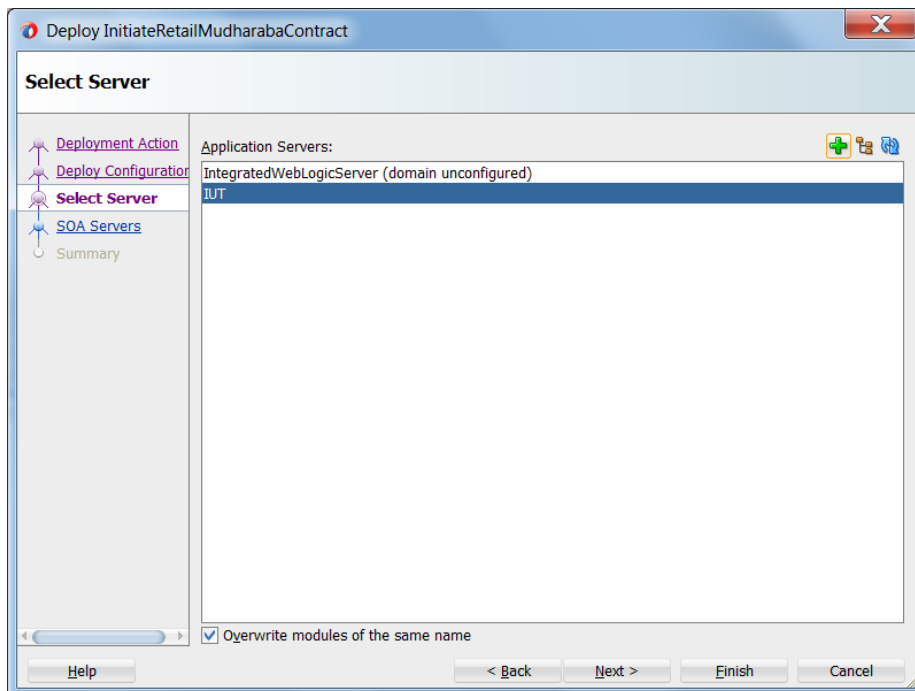 Deploy InitiateRetailMudharabaContract
Select Server
Deployment Action
Deploy Configuration
Select Server
SOA Servers
Summary
Application Servers:
IntegratedWebLogicServer (domain unconfigured)
IUT
Overwrite modules of the same name
Help
< Back
Next >
Finish
Cancel